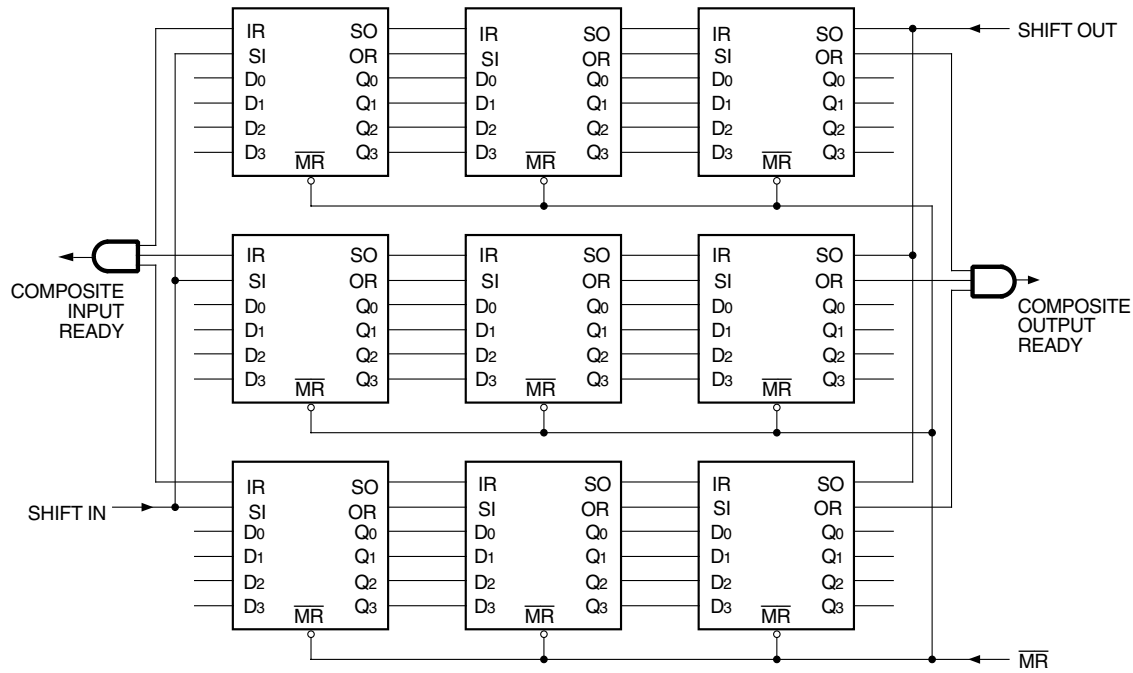 IR SO IR SO IR SO SHIFT OUT
SI OR SI OR SI OR
D0 Q0 D0 Q0 D0 Q0
D1 Q1 D1 Q1 D1 Q1
D2 Q2 D2 Q2 D2 Q2
D3 Q3 D3 Q3 D3 Q3
MR MR MR
IR SO IR SO IR SO
SI OR SI OR SI OR
D0 Q0 D0 Q0 D0 Q0
D1 Q1 D1 Q1 D1 Q1
D2 Q2 D2 Q2 D2 Q2
D3 Q3 D3 Q3 D3 Q3
MR MR MR
COMPOSITE
INPUT
READY
COMPOSITE
OUTPUT
READY
IR SO IR SO IR SO
SHIFT IN SI OR SI OR SI OR
D0 Q0 D0 Q0 D0 Q0
D1 Q1 D1 Q1 D1 Q1
D2 Q2 D2 Q2 D2 Q2
D3 Q3 D3 Q3 D3 Q3
MR MR MR
MR